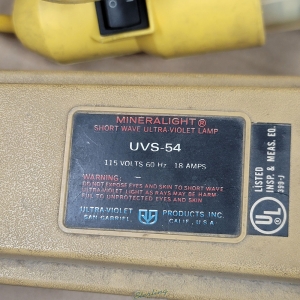 MINERALIGHT®
SHORT WAVE ULTRA-VIOLET LAMP
UVS-54
115 VOLTS 60 Hz .18 AMPS
WARNING:
DO NOT EXPOSE EYES AND SKIN TO SHORT WAVE
ULTRA-VIOLET LIGHT AS RAYS MAY BE HARM-
FUL TO UNPROTECTED EYES AND SKIN
ULTRA-VIOLET PRODUCTS INC.
SAN GABRIEL CALIF., U.S.A.
UL
LISTED
INSP. & MEAS. EQ.
399-J